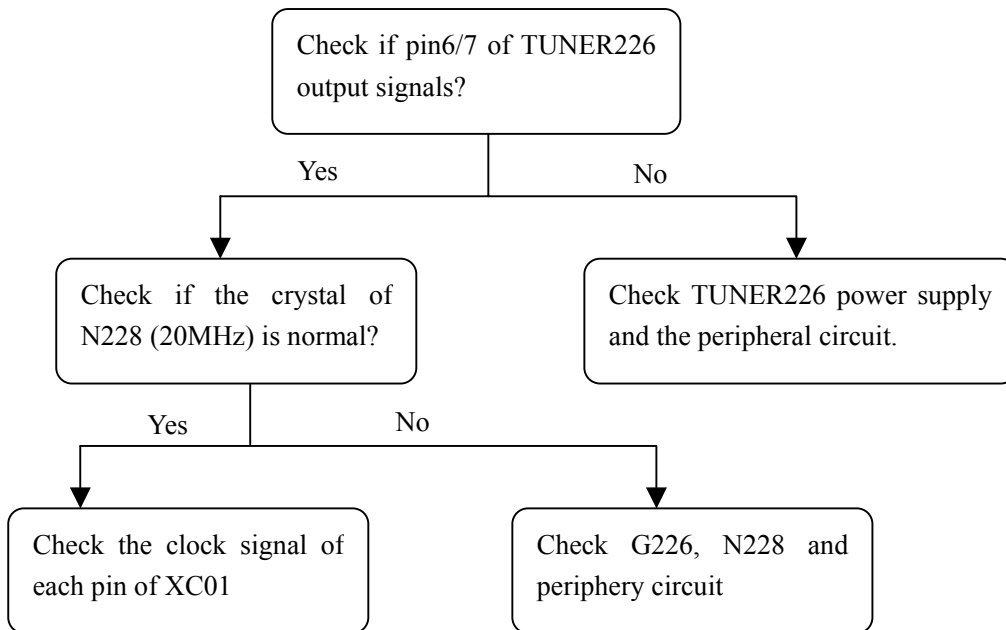 Check if pin6/7 of TUNER226
output signals?
Yes
No
Check if the crystal of
N228 (20MHz) is normal?
Check TUNER226 power supply
and the peripheral circuit.
Yes
No
Check the clock signal of
each pin of XC01
Check G226, N228 and
periphery circuit